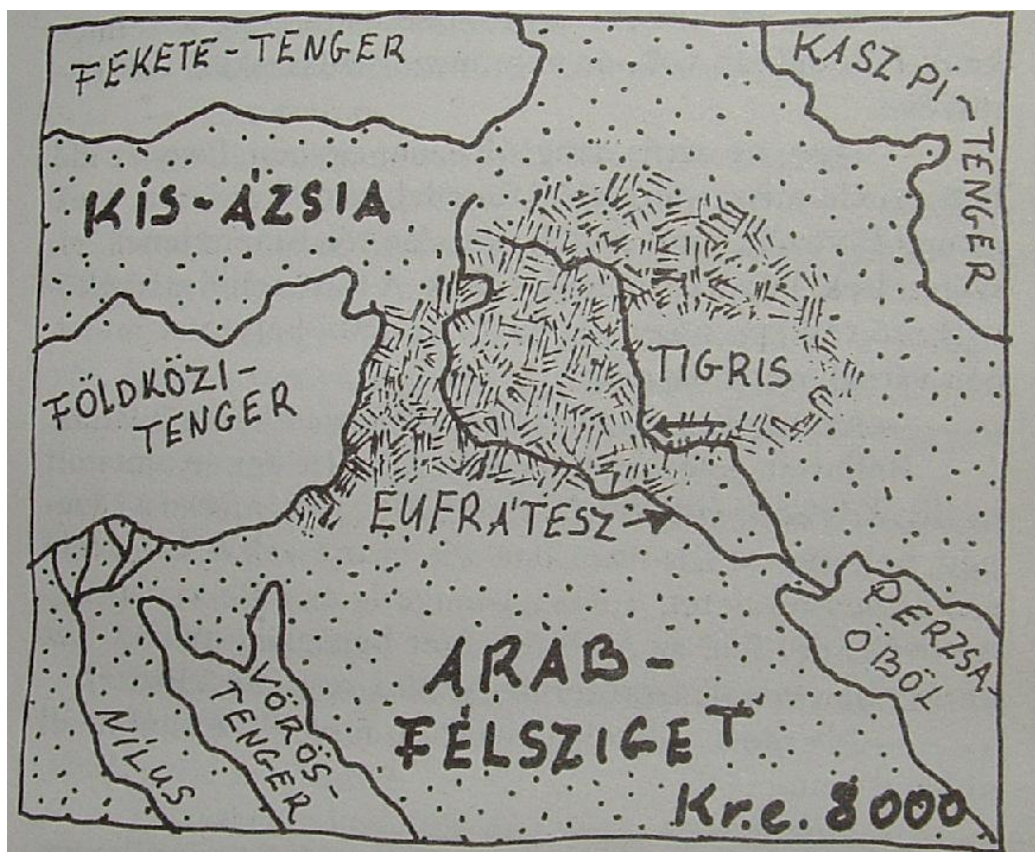 FEKETE-TENGER
KASZPI-
TENGER
KIS-ÁZSIA
FÖLDKÖZI-
TENGER
TIGRIS
EUFRÁTESZ
PERZSA-
ÖBÖL
ARAB-
FÉLSZIGET
NÍLUS
VÖRÖS-
TENGER
Kr.e. 8000